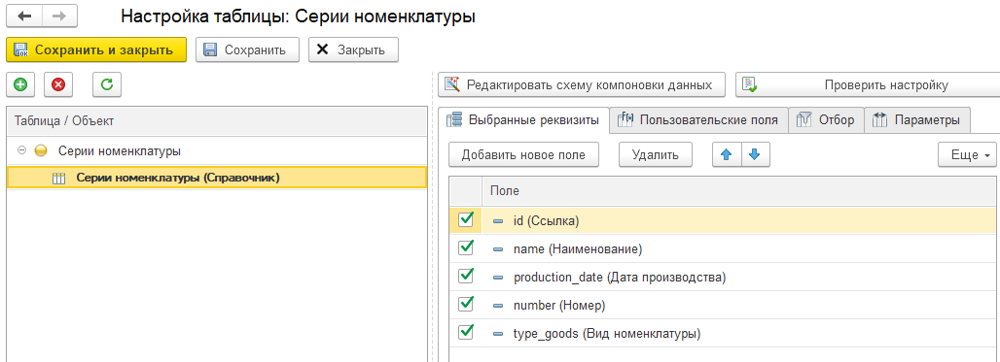 Настройка таблицы: Серии номенклатуры
Сохранить и закрыть Сохранить Закрыть
Редактировать схему компоновки данных Проверить настройку
Таблица / Объект
Серии номенклатуры
Серии номенклатуры (Справочник)
Выбранные реквизиты Пользовательские поля Отбор Параметры
Добавить новое поле Удалить Еще
Поле
id (Ссылка)
name (Наименование)
production_date (Дата производства)
number (Номер)
type_goods (Вид номенклатуры)